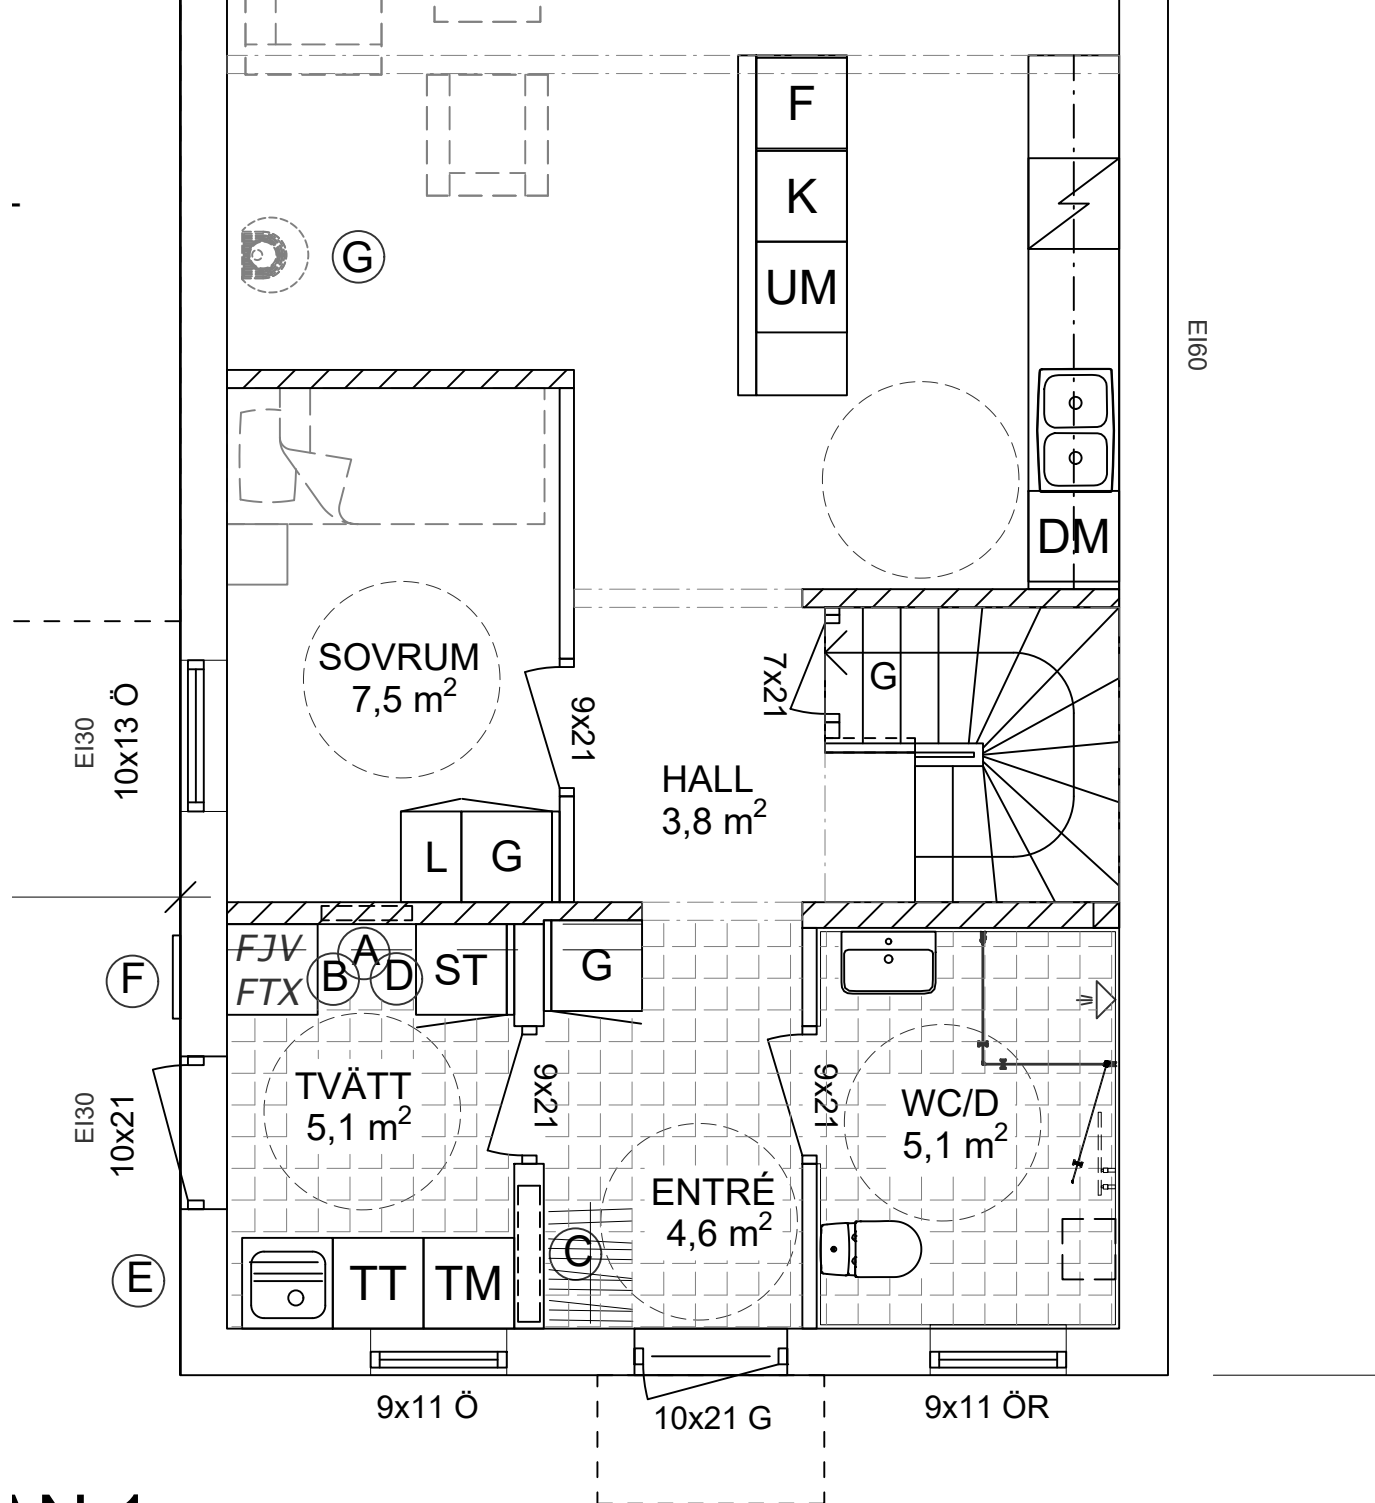 F
K
G
UM
EI60
DM
SOVRUM
7,5 m²
7x21
G
9x21
EI30
10x13 Ö
HALL
3,8 m²
L
G
FJV
FTX
A
B
D
ST
G
F
TVÄTT
5,1 m²
9x21
9x21
WC/D
5,1 m²
EI30
10x21
ENTRÉ
4,6 m²
C
E
TT
TM
9x11 Ö
10x21 G
9x11 ÖR